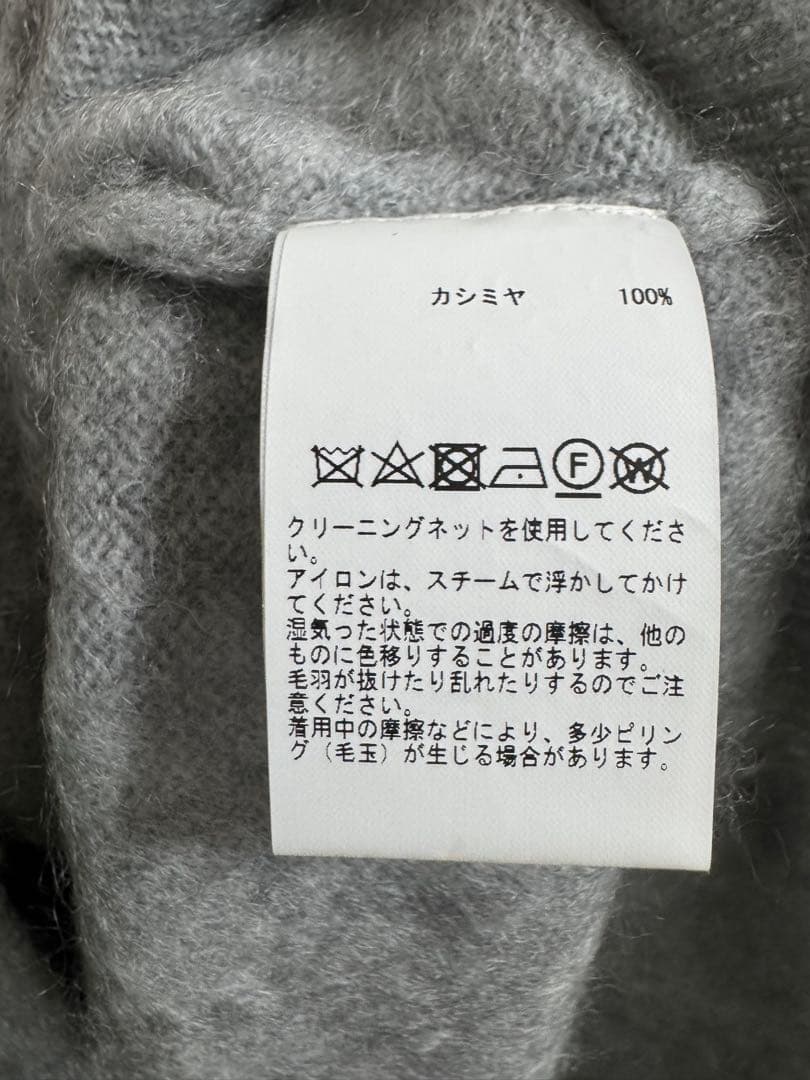 カシミヤ 100%
F W
クリーニングネットを使用してくださ
い。
アイロンは、スチームで浮かしてかけ
てください。
湿気った状態での過度の摩擦は、他の
ものに色移りすることがあります。
毛羽が抜けたり乱れたりするのでご注
意ください。
着用中の摩擦などにより、多少ピリン
グ（毛玉）が生じる場合があります。